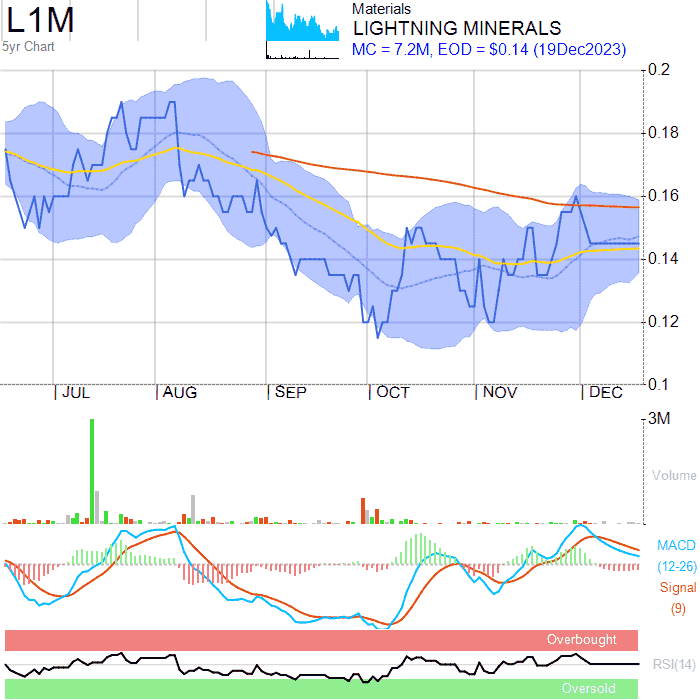 L1M
5yr Chart
Materials
LIGHTNING MINERALS
MC = 7.2M, EOD = $0.14 (19Dec2023)
0.2
0.18
0.16
0.14
0.12
0.1
JUL AUG SEP OCT NOV DEC
3M
Volume
MACD
(12-26)
Signal
(9)
Overbought
RSI(14)
Oversold